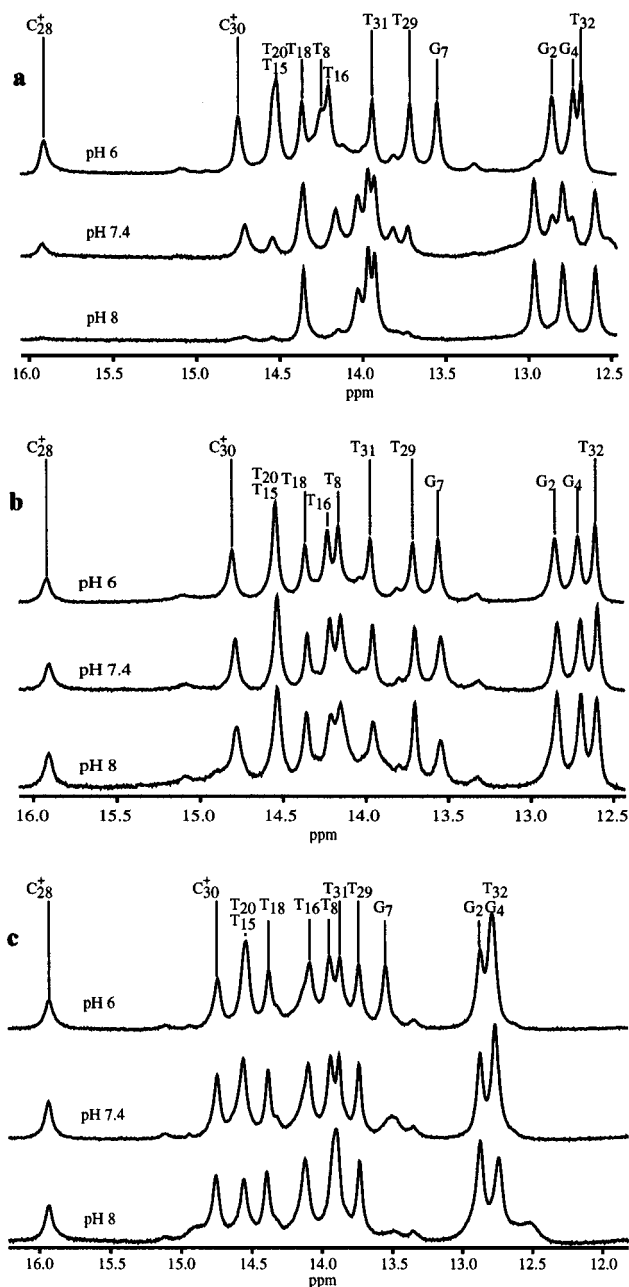 a
C⁺₂₈ C⁺₃₀ T₂₀ T₁₈ T₈ T₃₁ T₂₉ G₇ G₂ G₄ T₃₂
T₁₅ T₁₆
pH 6
pH 7.4
pH 8
16.0 15.5 15.0 14.5 14.0 13.5 13.0 12.5
ppm
b
C⁺₂₈ C⁺₃₀ T₂₀ T₁₈ T₁₆ T₈ T₃₁ T₂₉ G₇ G₂ G₄ T₃₂
T₁₅
pH 6
pH 7.4
pH 8
16.0 15.5 15.0 14.5 14.0 13.5 13.0 12.5
ppm
c
C⁺₂₈ C⁺₃₀ T₃₁ T₂₉ T₃₂
T₂₀ T₁₈ T₁₆ T₈ G₇ G₂ G₄
T₁₅
pH 6
pH 7.4
pH 8
16.0 15.5 15.0 14.5 14.0 13.5 13.0 12.5 12.0
ppm